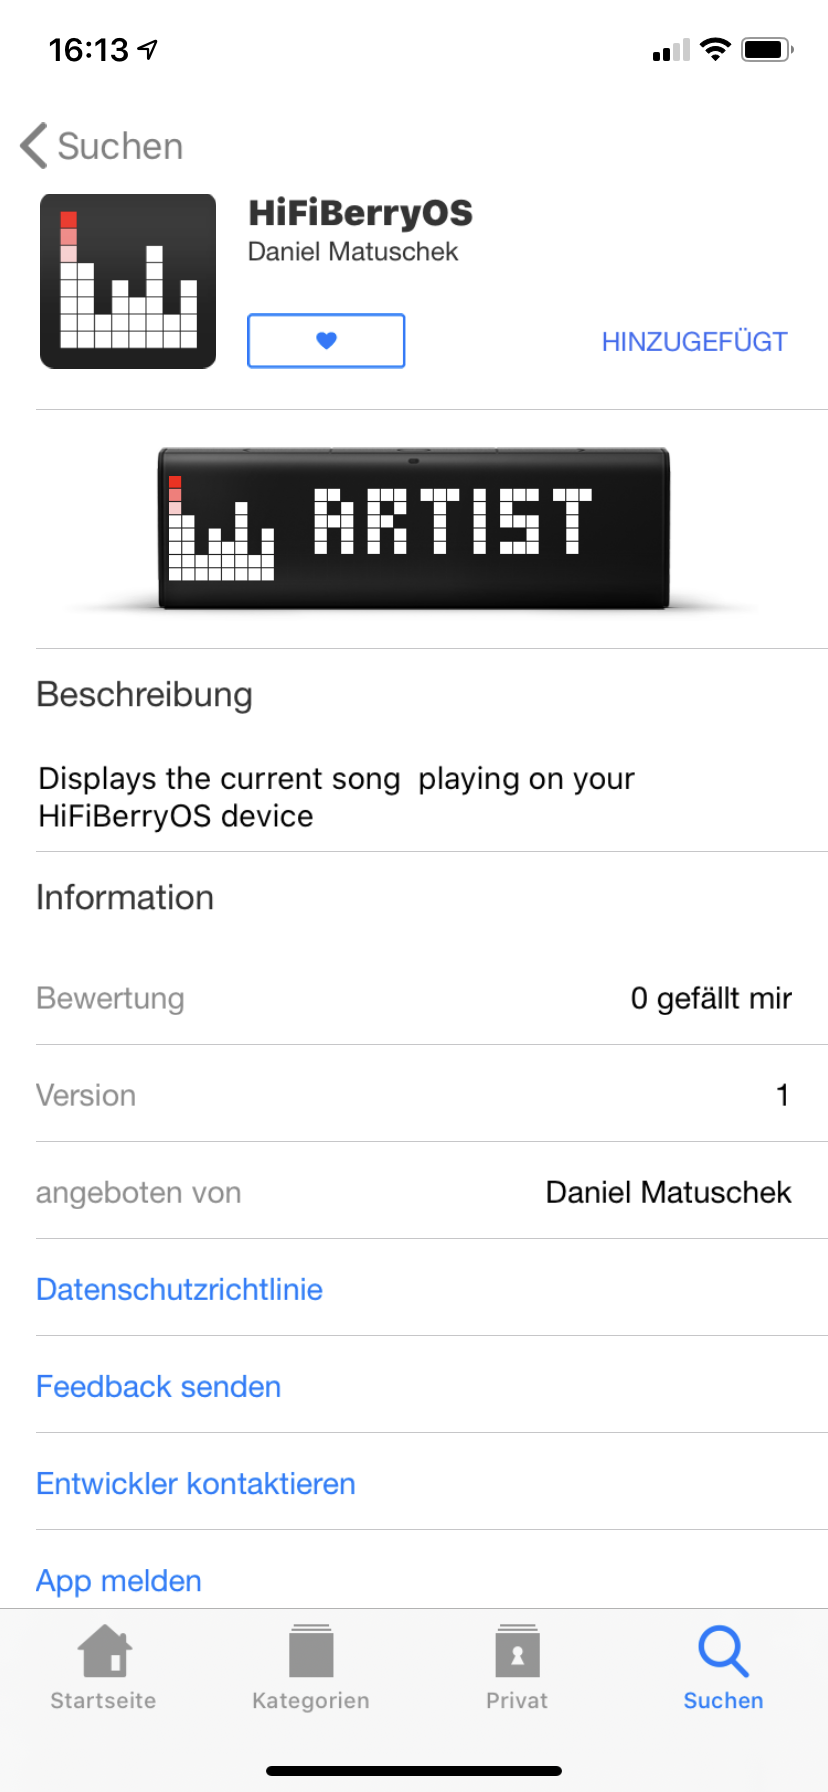 16:13
Suchen
HiFiBerryOS
Daniel Matuschek
HINZUGEFÜGT
ARTIST
Beschreibung
Displays the current song  playing on your
HiFiBerryOS device
Information
Bewertung 0 gefällt mir
Version 1
angeboten von Daniel Matuschek
Datenschutzrichtlinie
Feedback senden
Entwickler kontaktieren
App melden
Startseite Kategorien Privat Suchen